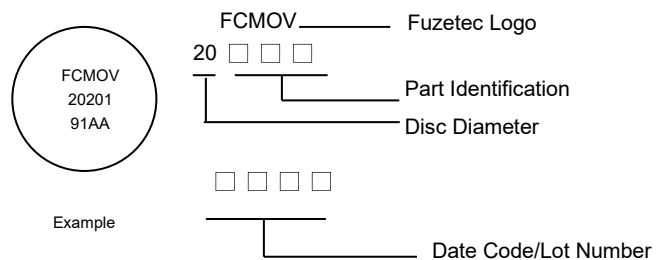 FCMOV
20201
91AA
Example
FCMOV Fuzetec Logo
20 □ □ □
Part Identification
Disc Diameter
□ □ □ □
Date Code/Lot Number